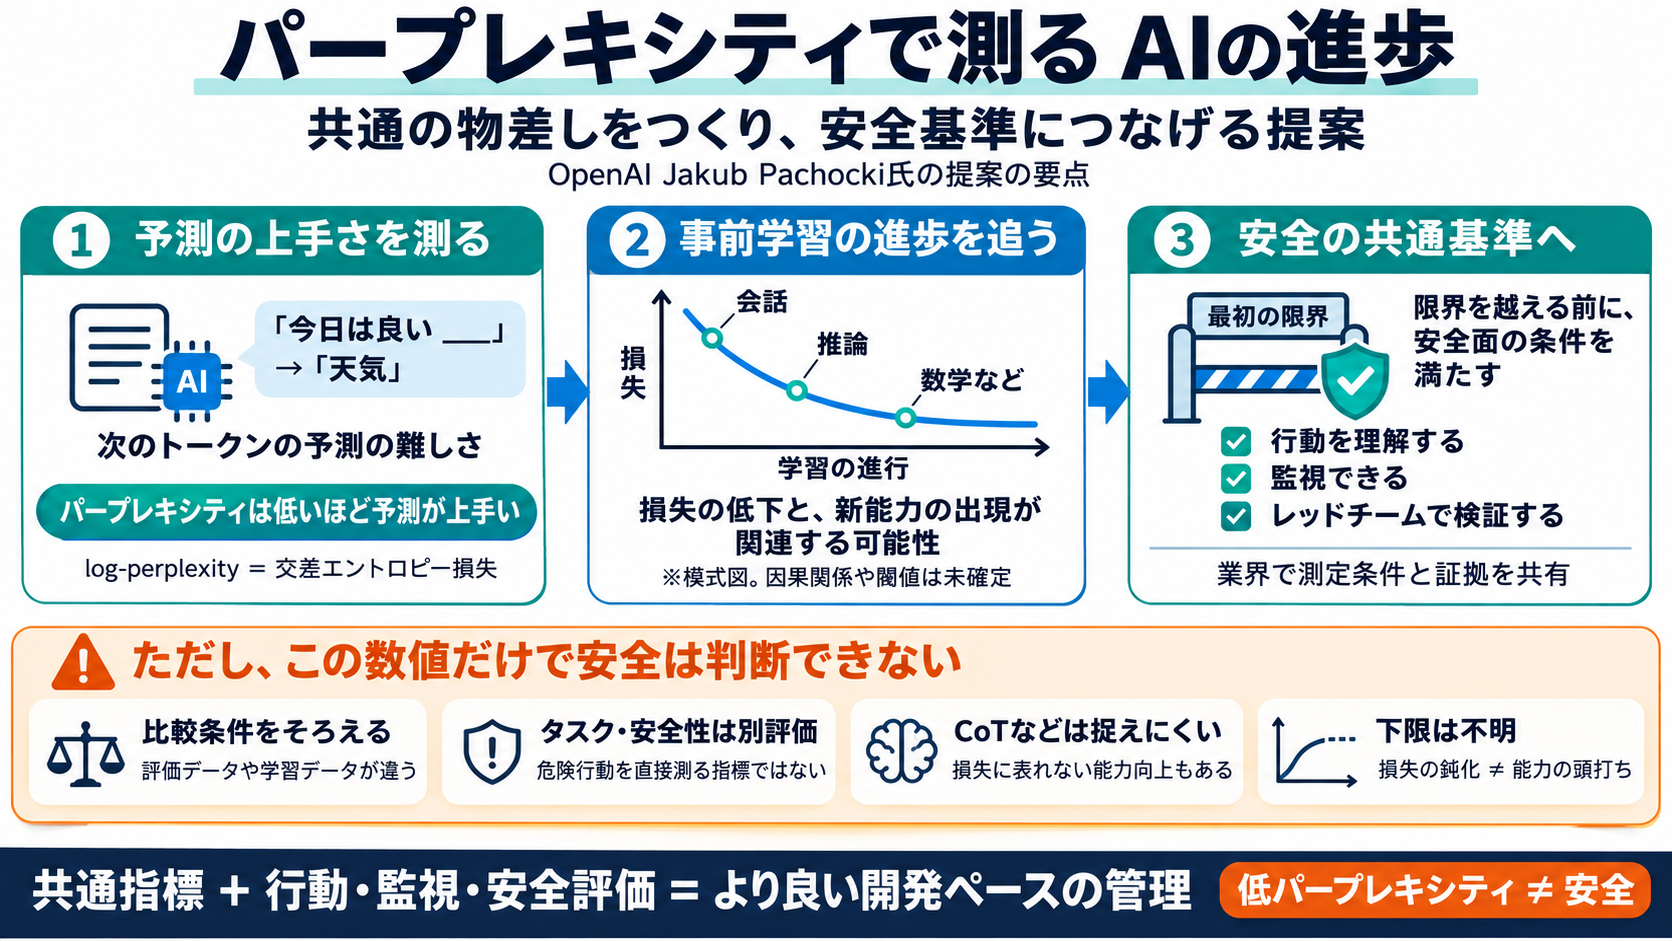 パープレキシティで測る AIの進歩
共通の物差しをつくり、安全基準につなげる提案
OpenAI Jakub Pachocki氏の提案の要点
1 予測の上手さを測る
「今日は良い ___」
→「天気」
AI
次のトークンの予測の難しさ
パープレキシティは低いほど予測が上手い
log-perplexity = 交差エントロピー損失
2 事前学習の進歩を追う
会話
推論
数学など
損失
学習の進行
損失の低下と、新能力の出現が
関連する可能性
※模式図。因果関係や閾値は未確定
3 安全の共通基準へ
最初の限界
限界を越える前に、
安全面の条件を
満たす
行動を理解する
監視できる
レッドチームで検証する
業界で測定条件と証拠を共有
ただし、この数値だけで安全は判断できない
比較条件をそろえる
評価データや学習データが違う
タスク・安全性は別評価
危険行動を直接測る指標ではない
CoTなどは捉えにくい
損失に表れない能力向上もある
下限は不明
損失の鈍化 ≠ 能力の頭打ち
共通指標 + 行動・監視・安全評価 = より良い開発ペースの管理
低パープレキシティ ≠ 安全